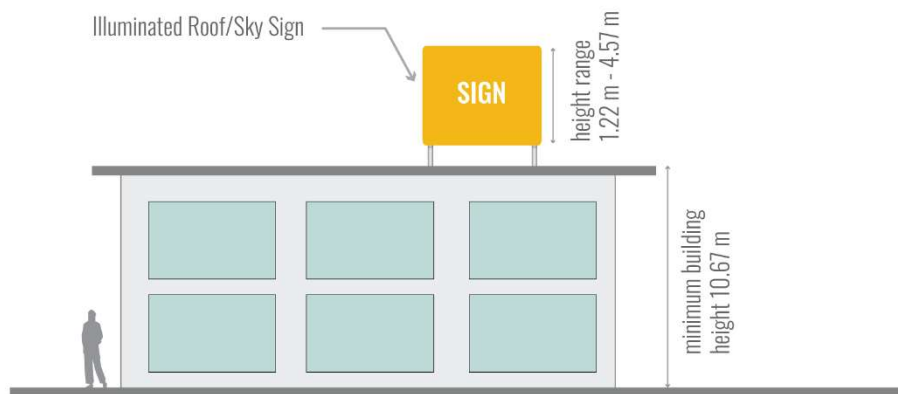 Illuminated Roof/Sky Sign
SIGN
height range
1.22 m - 4.57 m
minimum building
height 10.67 m